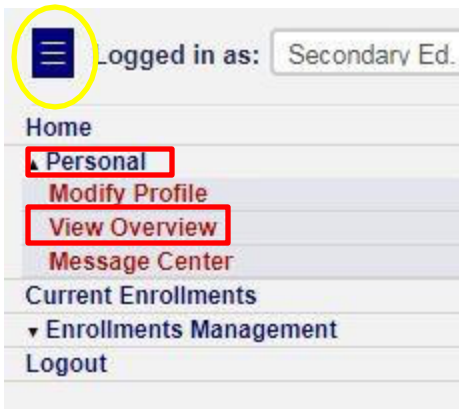 ☰ Logged in as: Secondary Ed.
Home
▴ Personal
Modify Profile
View Overview
Message Center
Current Enrollments
▾ Enrollments Management
Logout